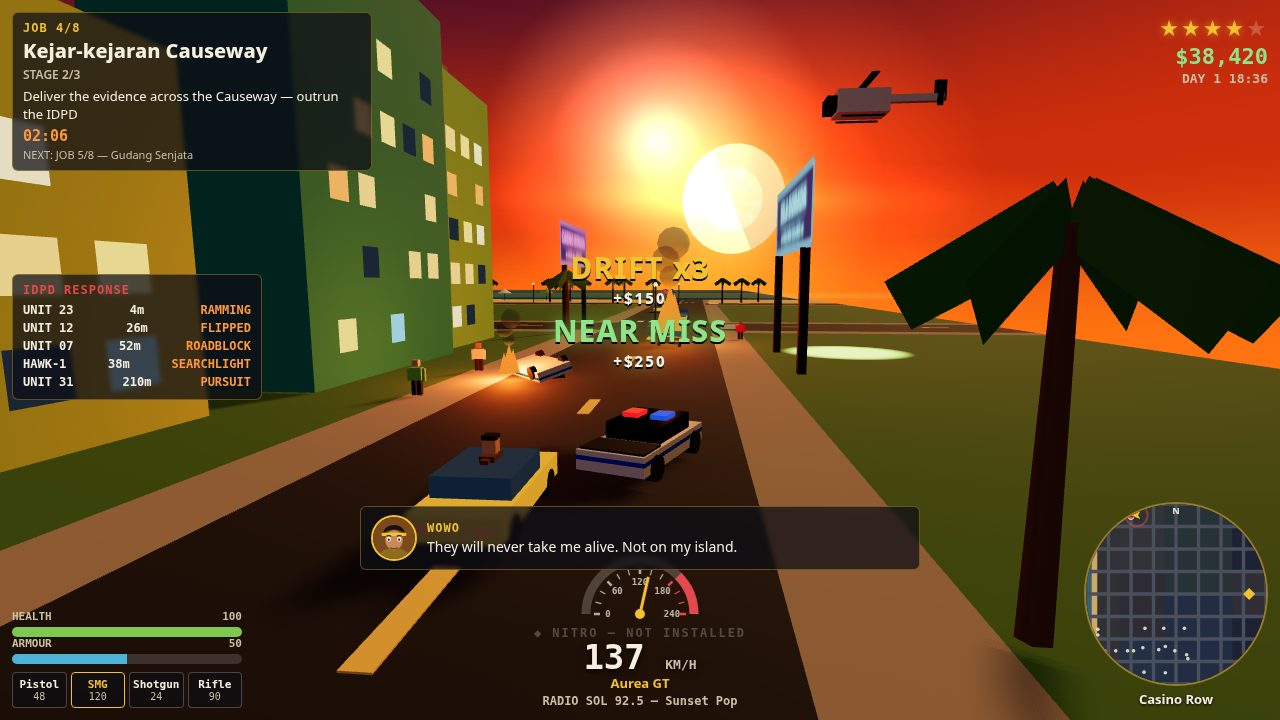 JOB 4/8
Kejar-kejaran Causeway
STAGE 2/3
Deliver the evidence across the Causeway — outrun
the IDPD
02:06
NEXT: JOB 5/8 — Gudang Senjata
★★★★★
$38,420
DAY 1 18:36
IDPD RESPONSE
UNIT 23 4m RAMMING
UNIT 12 26m FLIPPED
UNIT 07 52m ROADBLOCK
HAWK-1 38m SEARCHLIGHT
UNIT 31 210m PURSUIT
DRIFT x3
+$150
NEAR MISS
+$250
WOWO
They will never take me alive. Not on my island.
HEALTH 100
ARMOUR 50
Pistol SMG Shotgun Rifle
48 120 24 90
0 60 120 180 240
◆ NITRO — NOT INSTALLED
137 KM/H
Aurea GT
RADIO SOL 92.5 — Sunset Pop
N
Casino Row